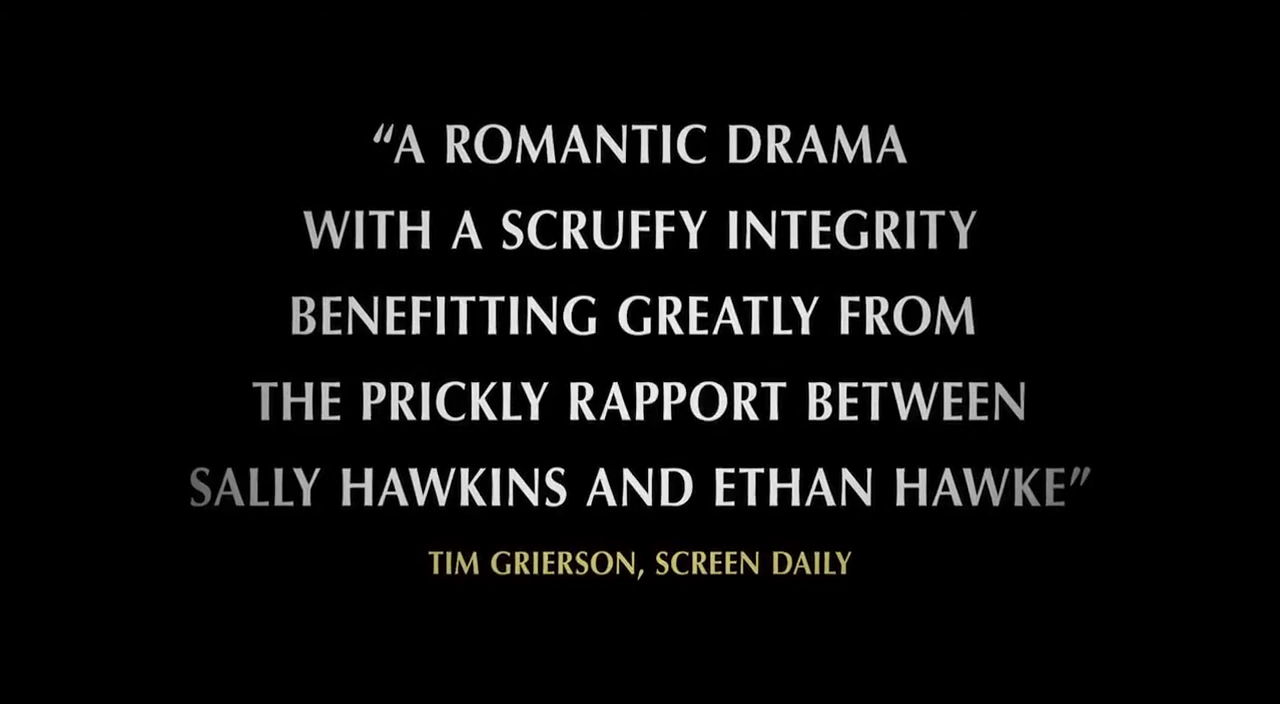 “A ROMANTIC DRAMA
WITH A SCRUFFY INTEGRITY
BENEFITTING GREATLY FROM
THE PRICKLY RAPPORT BETWEEN
SALLY HAWKINS AND ETHAN HAWKE”
TIM GRIERSON, SCREEN DAILY